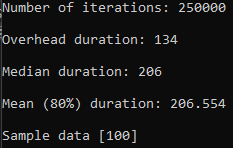 Number of iterations: 250000
Overhead duration: 134
Median duration: 206
Mean (80%) duration: 206.554
Sample data [100]